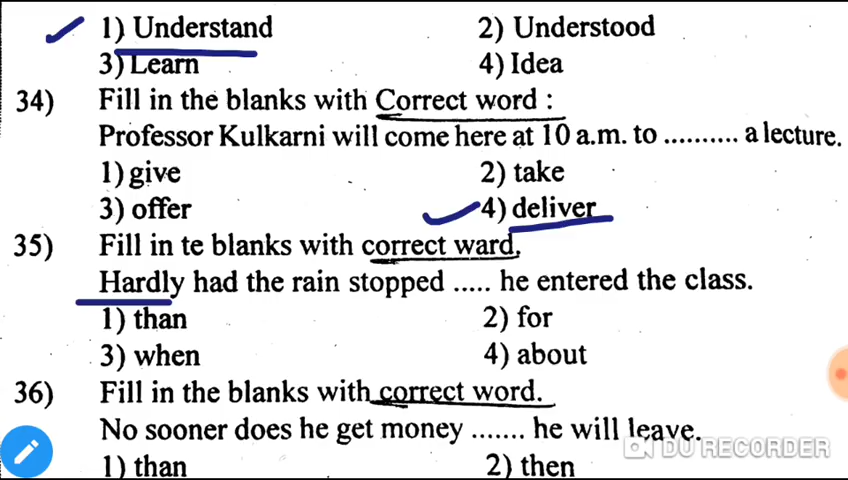 1) Understand 2) Understood
3) Learn 4) Idea
34) Fill in the blanks with Correct word :
Professor Kulkarni will come here at 10 a.m. to .......... a lecture.
1) give 2) take
3) offer 4) deliver
35) Fill in te blanks with correct ward.
Hardly had the rain stopped ..... he entered the class.
1) than 2) for
3) when 4) about
36) Fill in the blanks with correct word.
No sooner does he get money ....... he will leave.
DU RECORDER
1) than 2) then